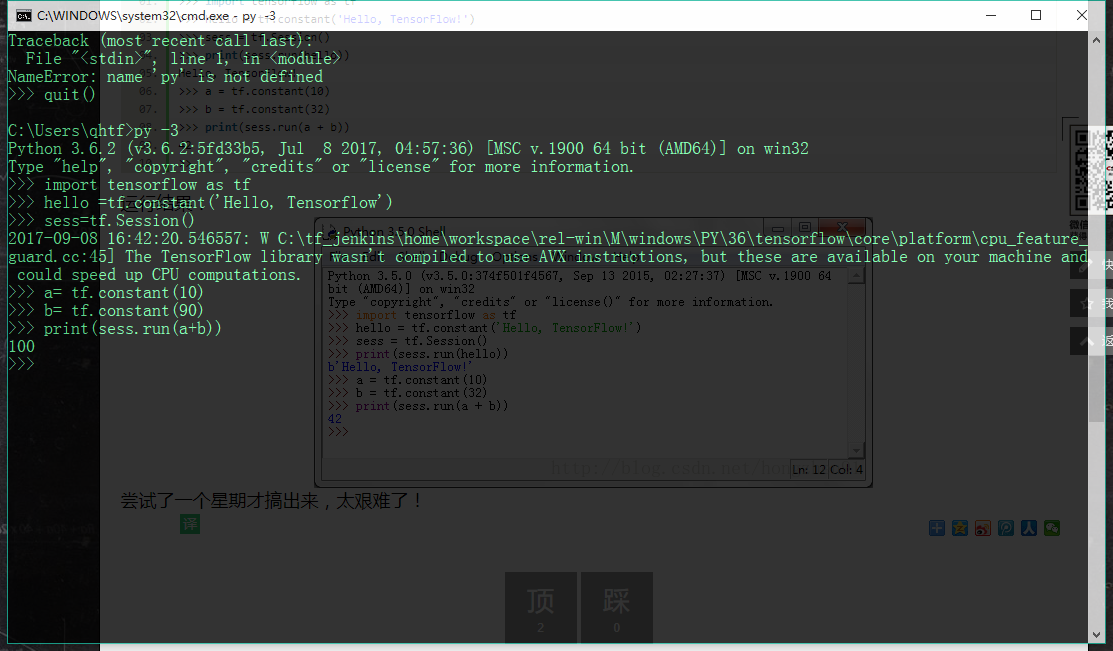 C:\WINDOWS\system32\cmd.exe - py -3
Traceback (most recent call last):
  File "<stdin>", line 1, in <module>
NameError: name 'py' is not defined
>>> quit()
06. >>> a = tf.constant(10)
07. >>> b = tf.constant(32)
>>> print(sess.run(a + b))
C:\Users\qhtf>py -3
Python 3.6.2 (v3.6.2:5fd33b5, Jul  8 2017, 04:57:36) [MSC v.1900 64 bit (AMD64)] on win32
Type "help", "copyright", "credits" or "license" for more information.
>>> import tensorflow as tf
>>> hello =tf.constant('Hello, Tensorflow')
>>> sess=tf.Session()
2017-09-08 16:42:20.546557: W C:\tf_jenkins\home\workspace\rel-win\M\windows\PY\36\tensorflow\core\platform\cpu_feature_
guard.cc:45] The TensorFlow library wasn't compiled to use AVX instructions, but these are available on your machine and
 could speed up CPU computations.
>>> a= tf.constant(10)
>>> b= tf.constant(90)
>>> print(sess.run(a+b))
100
>>>
Python 3.5.0 Shell
Python 3.5.0 (v3.5.0:374f501f4567, Sep 13 2015, 02:27:37) [MSC v.1900 64
bit (AMD64)] on win32
Type "copyright", "credits" or "license()" for more information.
>>> import tensorflow as tf
>>> hello = tf.constant('Hello, TensorFlow!')
>>> sess = tf.Session()
>>> print(sess.run(hello))
b'Hello, TensorFlow!'
>>> a = tf.constant(10)
>>> b = tf.constant(32)
>>> print(sess.run(a + b))
42
>>>
Ln: 12 Col: 4
尝试了一个星期才搞出来，太艰难了！
译
顶
2
踩
0
快
我
返